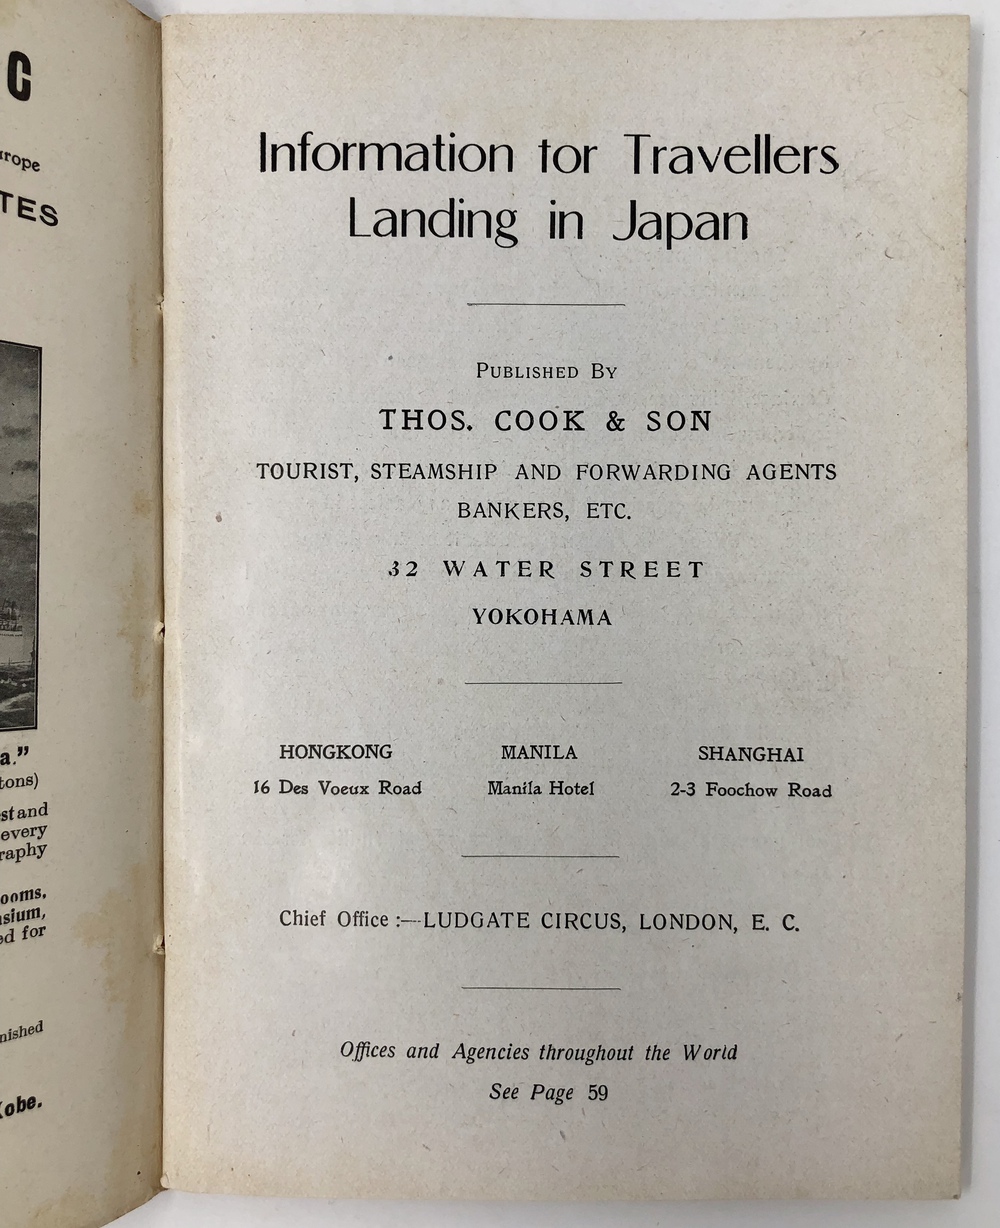 C
TES
a."
tons)
st and
every
raphy
ooms,
sium,
ed for
nished
Kobe.
Information for Travellers
Landing in Japan
PUBLISHED BY
THOS. COOK & SON
TOURIST, STEAMSHIP AND FORWARDING AGENTS
BANKERS, ETC.
32 WATER STREET
YOKOHAMA
HONGKONG MANILA SHANGHAI
16 Des Voeux Road Manila Hotel 2-3 Foochow Road
Chief Office :—LUDGATE CIRCUS, LONDON, E. C.
Offices and Agencies throughout the World
See Page 59